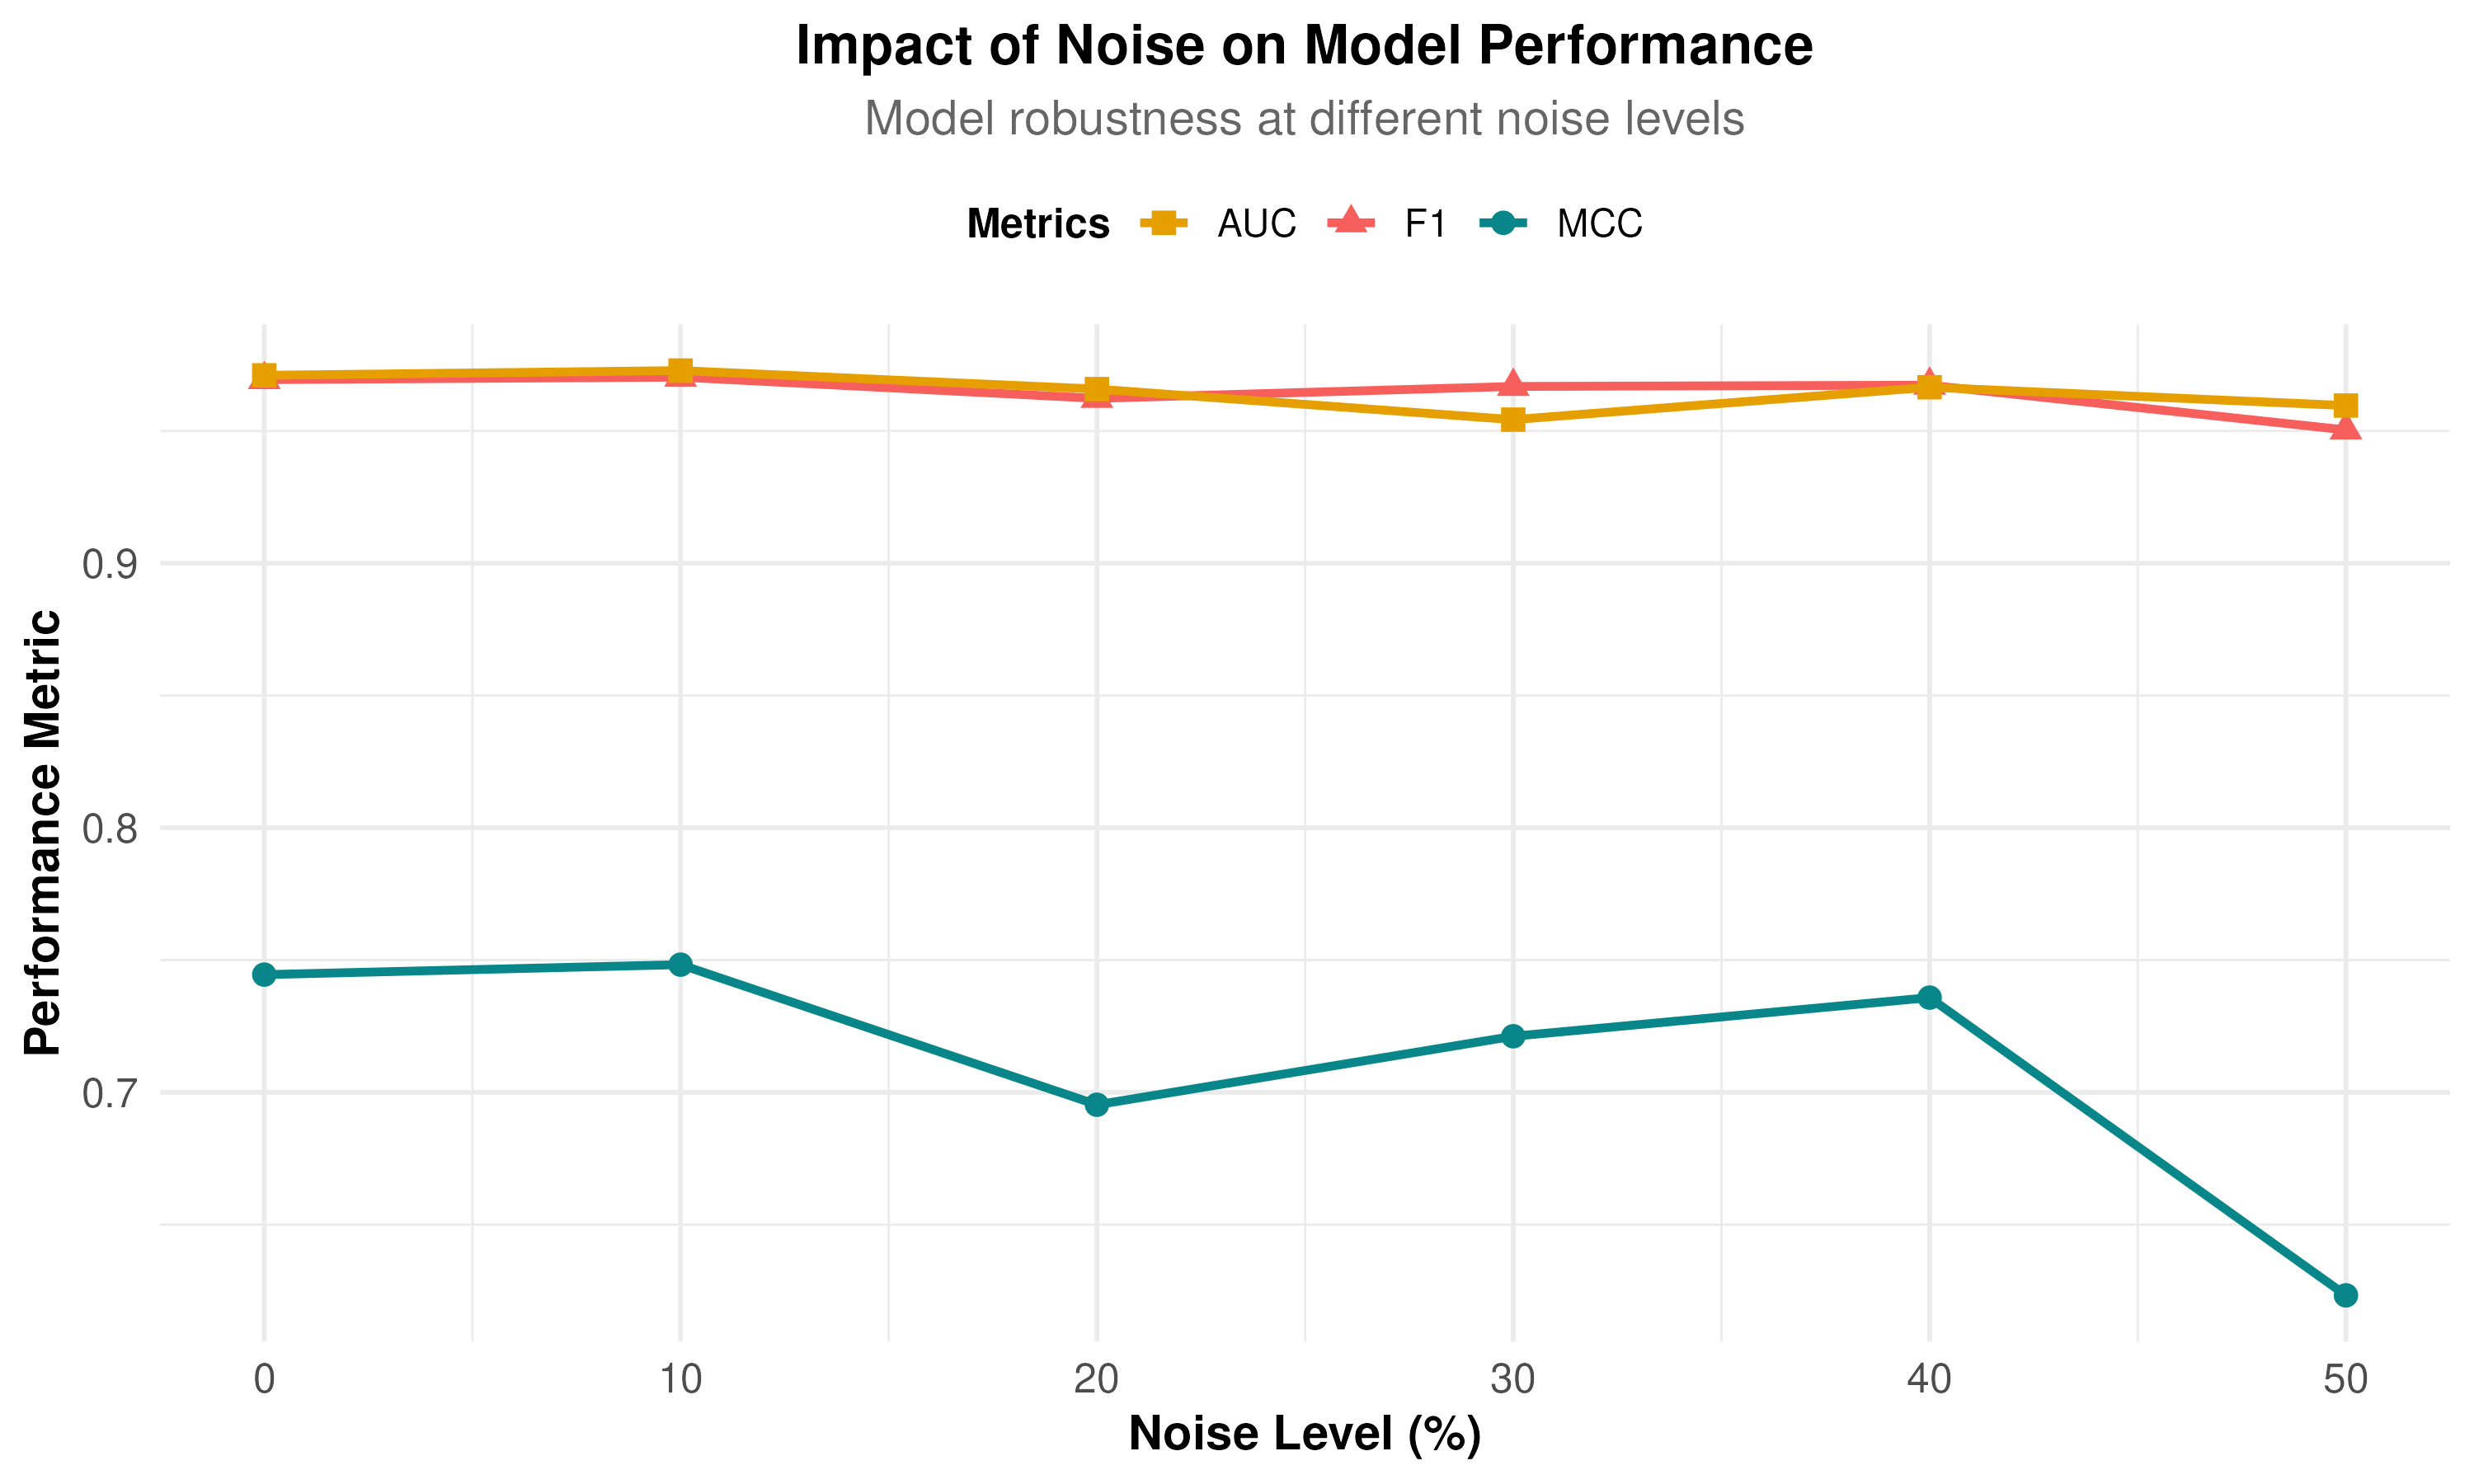 Impact of Noise on Model Performance
Model robustness at different noise levels
Metrics AUC F1 MCC
Performance Metric
0.9
0.8
0.7
0 10 20 30 40 50
Noise Level (%)